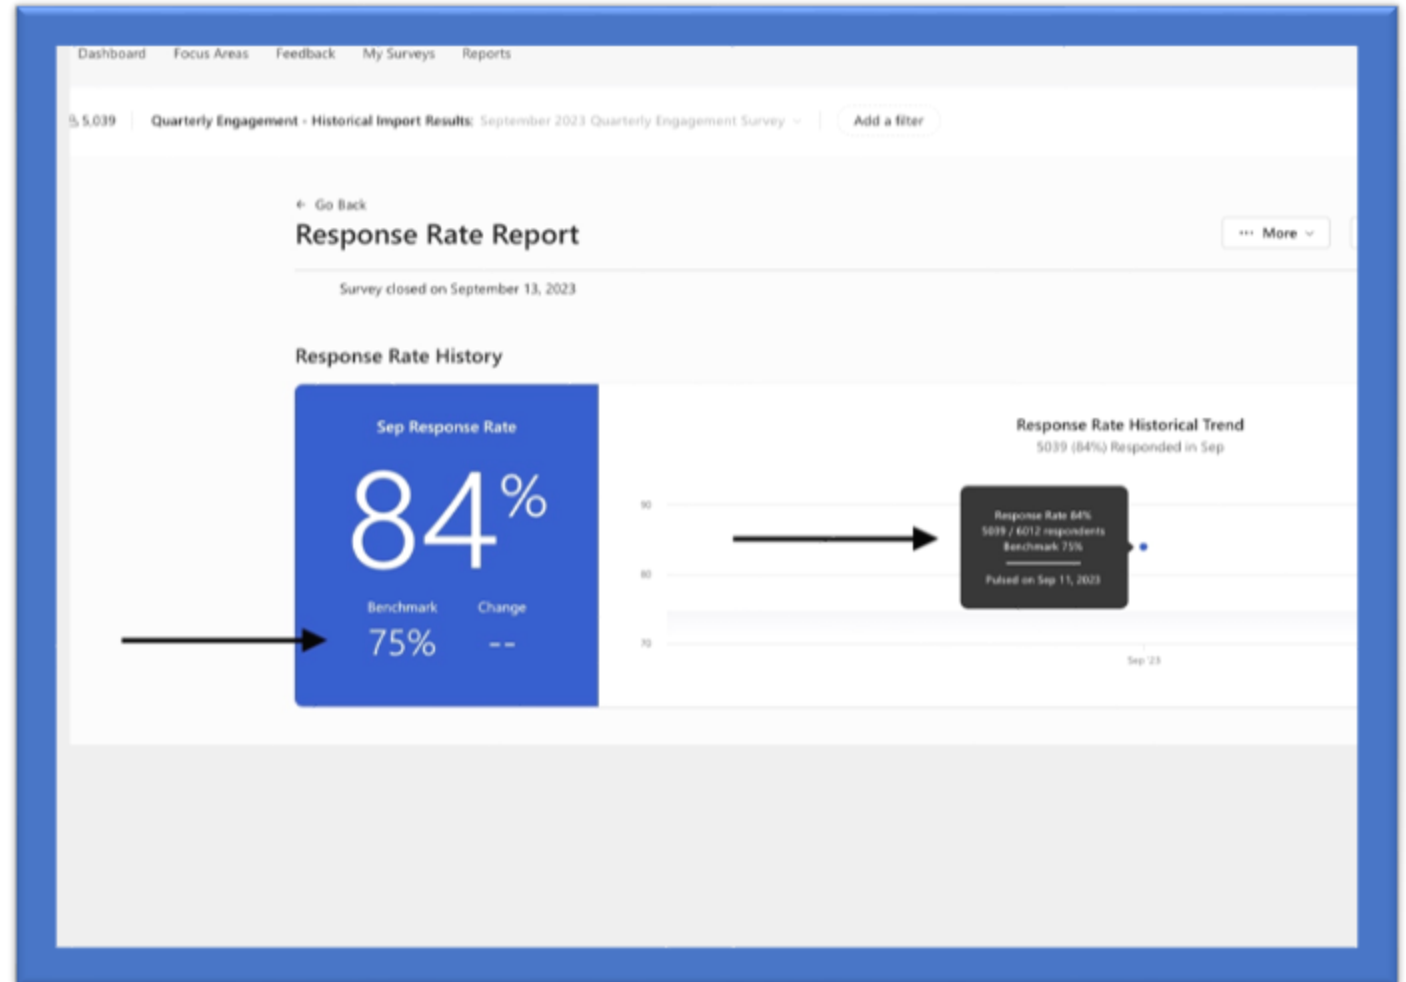 Dashboard Focus Areas Feedback My Surveys Reports
5,039 Quarterly Engagement - Historical Import Results: September 2023 Quarterly Engagement Survey Add a filter
← Go Back
Response Rate Report
··· More
Survey closed on September 13, 2023
Response Rate History
Sep Response Rate
84%
Benchmark Change
75% --
Response Rate Historical Trend
5039 (84%) Responded in Sep
90
80
70
Response Rate 84%
5039 / 6012 respondents
Benchmark 75%
Pulsed on Sep 11, 2023
Sep '23